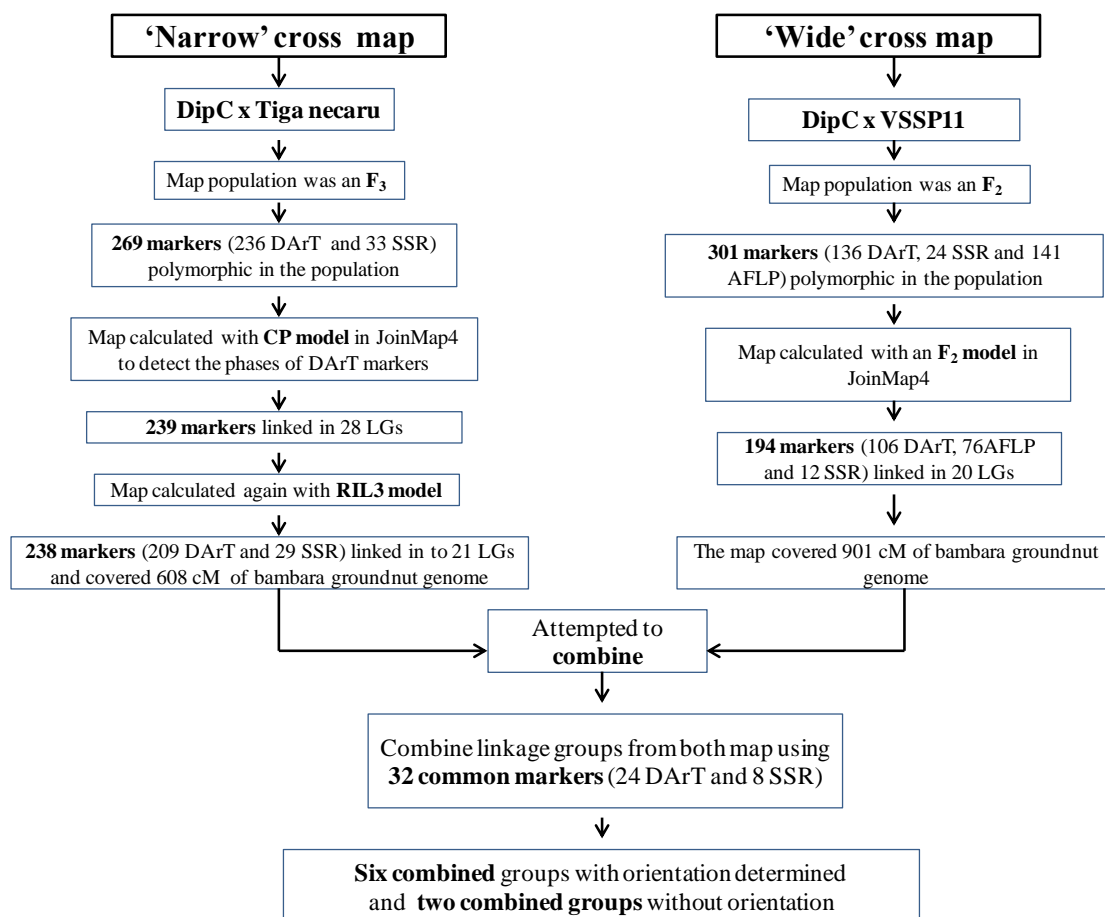 ‘Narrow’ cross map
DipC x Tiga necaru
Map population was an F3
269 markers (236 DArT and 33 SSR)
polymorphic in the population
Map calculated with CP model in JoinMap4
to detect the phases of DArT markers
239 markers linked in 28 LGs
Map calculated again with RIL3 model
238 markers (209 DArT and 29 SSR) linked in to 21 LGs
and covered 608 cM of bambara groundnut genome
‘Wide’ cross map
DipC x VSSP11
Map population was an F2
301 markers (136 DArT, 24 SSR and 141
AFLP) polymorphic in the population
Map calculated with an F2 model in
JoinMap4
194 markers (106 DArT, 76AFLP
and 12 SSR) linked in 20 LGs
The map covered 901 cM of bambara groundnut
genome
Attempted to
combine
Combine linkage groups from both map using
32 common markers (24 DArT and 8 SSR)
Six combined groups with orientation determined
and two combined groups without orientation